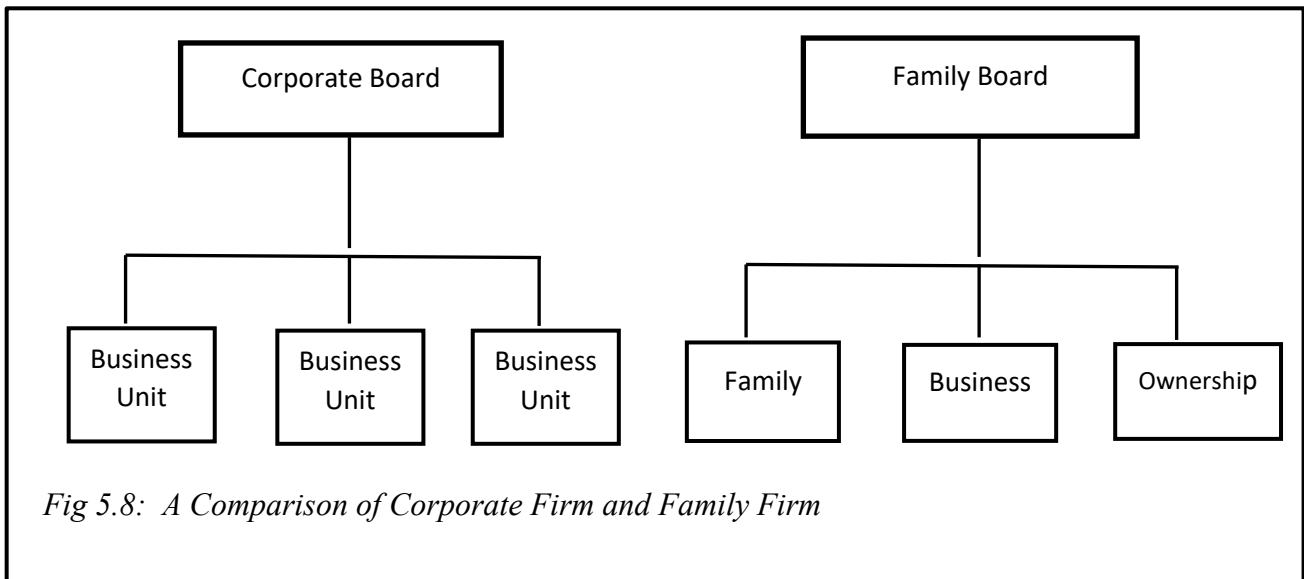 Corporate Board
Family Board
Business
Unit
Business
Unit
Business
Unit
Family
Business
Ownership
Fig 5.8: A Comparison of Corporate Firm and Family Firm